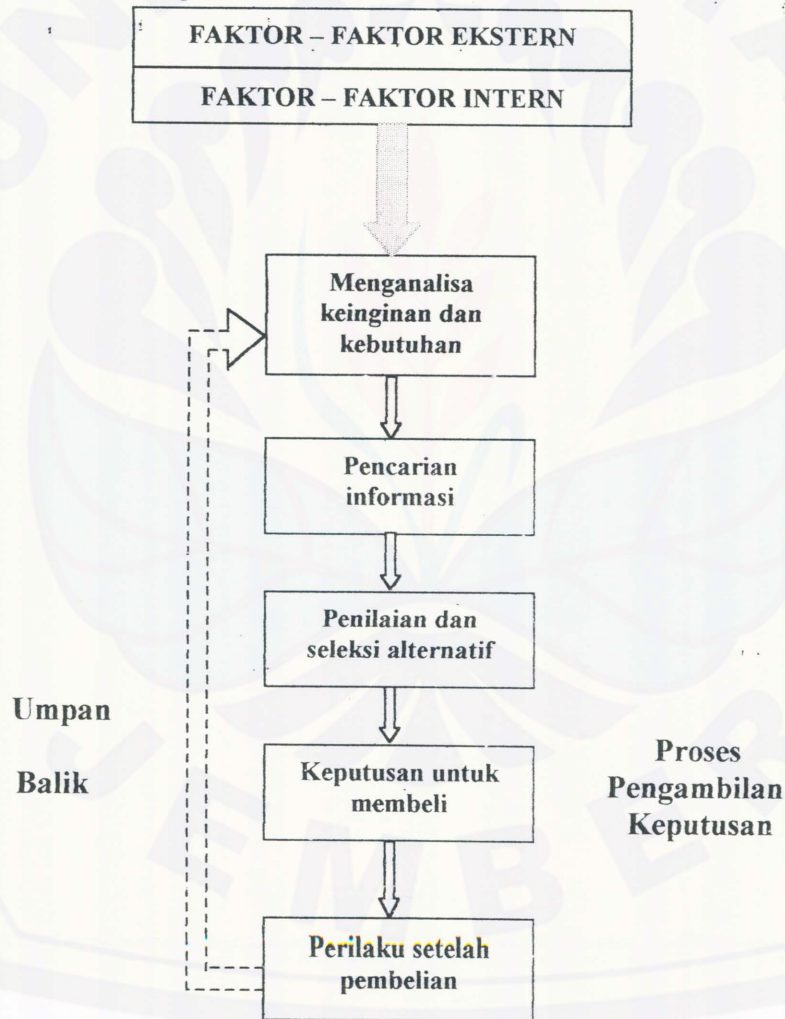 FAKTOR – FAKTOR EKSTERN
FAKTOR – FAKTOR INTERN
Menganalisa
keinginan dan
kebutuhan
Pencarian
informasi
Penilaian dan
seleksi alternatif
Umpan
Balik
Keputusan untuk
membeli
Proses
Pengambilan
Keputusan
Perilaku setelah
pembelian
JEMBER